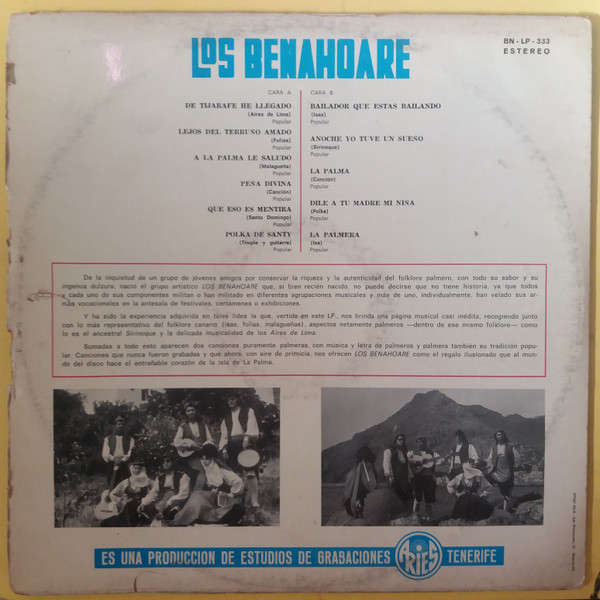 LOS BENAHOARE
BN - LP - 333
ESTEREO
CARA A
DE TIJARAFE HE LLEGADO
(Aires de Lima)
Popular
LEJOS DEL TERRUÑO AMADO
(Folías)
Popular
A LA PALMA LE SALUDO
(Malagueña)
Popular
PEÑA DIVINA
(Canción)
Popular
QUE ESO ES MENTIRA
(Santo Domingo)
Popular
POLKA DE SANTY
(Timple y guitarra)
Popular
CARA B
BAILADOR QUE ESTAS BAILANDO
(Isas)
Popular
ANOCHE YO TUVE UN SUEÑO
(Sirinoque)
Popular
LA PALMA
(Canción)
Popular
DILE A TU MADRE MI NIÑA
(Polka)
Popular
LA PALMERA
(Isa)
Popular
De la inquietud de un grupo de jóvenes amigos por conservar la riqueza y la autenticidad del folklore palmero, con todo su sabor y su
ingenua dulzura, nació el grupo artístico LOS BENAHOARE que, si bien recién nacido, no puede decirse que no tiene historia, ya que todos
y cada uno de sus componentes militan o han militado en diferentes agrupaciones musicales y más de uno, individualmente, han velado sus ar-
mas vocacionales en la antesala de festivales, certámenes o exhibiciones.
Y ha sido la experiencia adquirida en tales lides la que, vertida en este LP., nos brinda una página musical casi inédita, recogiendo junto
con lo más representativo del folklore canario (isas, folías, malagueñas), aspectos netamente palmeros —dentro de ese mismo folklore— como
lo es el ancestral Sirinoque y la delicada musicalidad de los Aires de Lima.
Sumadas a todo esto aparecen dos canciones puramente palmeras, con música y letra de palmeros y palmera también su tradición popu-
lar. Canciones que nunca fueron grabadas y que ahora, con aire de primicia, nos ofrecen LOS BENAHOARE como el regalo ilusionado que al mun-
do del disco hace el entrañable corazón de la isla de La Palma.
ES UNA PRODUCCION DE ESTUDIOS DE GRABACIONES ARIES TENERIFE